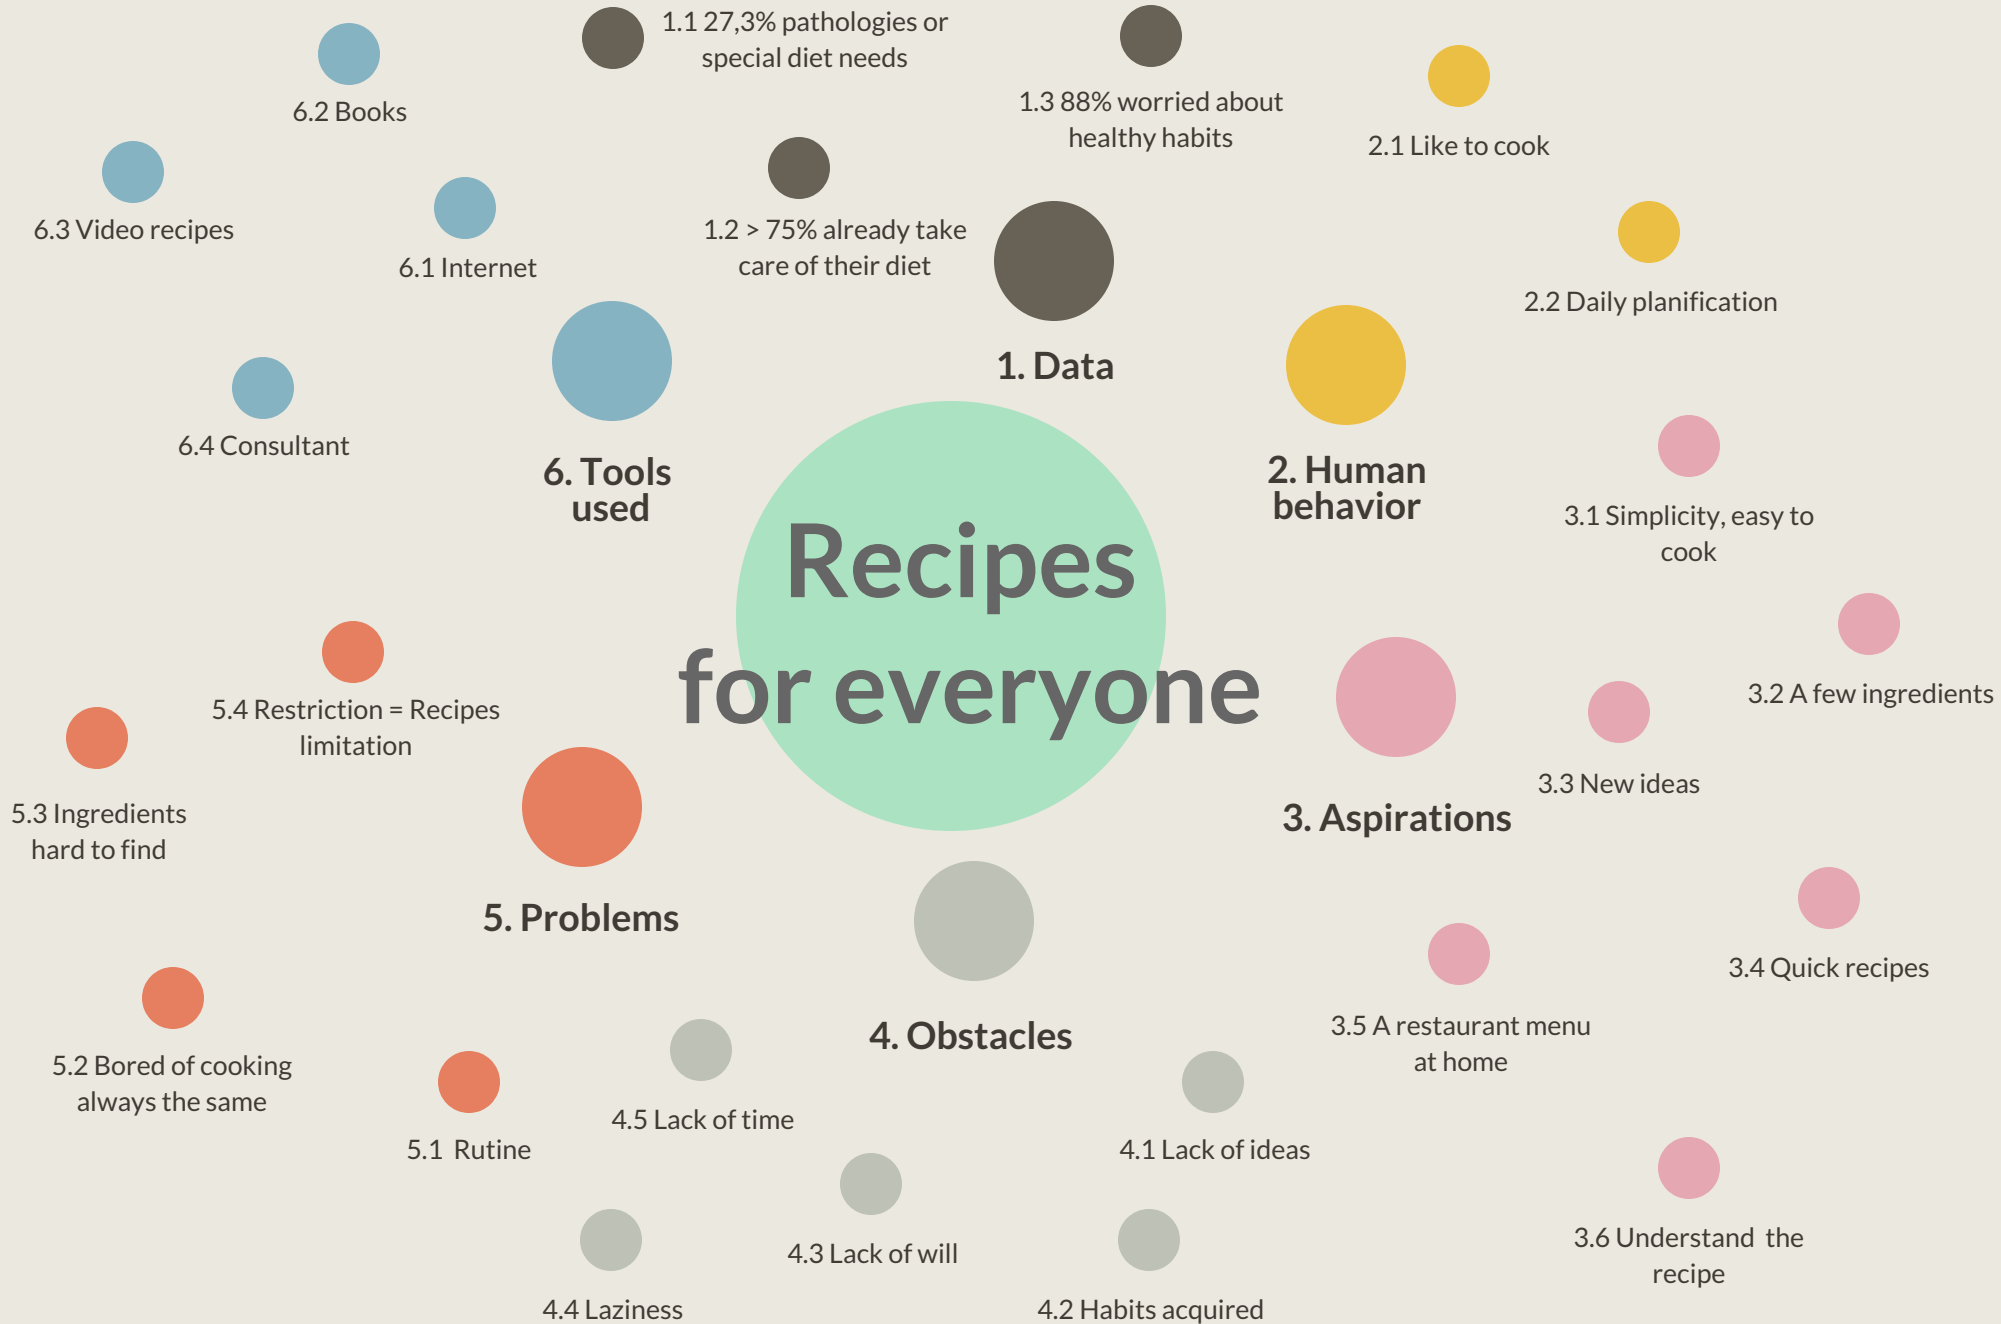 Recipes
for everyone
1. Data
1.1 27,3% pathologies or
special diet needs
1.2 > 75% already take
care of their diet
1.3 88% worried about
healthy habits
2. Human
behavior
2.1 Like to cook
2.2 Daily planification
3. Aspirations
3.1 Simplicity, easy to
cook
3.2 A few ingredients
3.3 New ideas
3.4 Quick recipes
3.5 A restaurant menu
at home
3.6 Understand  the
recipe
4. Obstacles
4.1 Lack of ideas
4.2 Habits acquired
4.3 Lack of will
4.4 Laziness
4.5 Lack of time
5. Problems
5.1  Rutine
5.2 Bored of cooking
always the same
5.3 Ingredients
hard to find
5.4 Restriction = Recipes
limitation
6. Tools
used
6.1 Internet
6.2 Books
6.3 Video recipes
6.4 Consultant